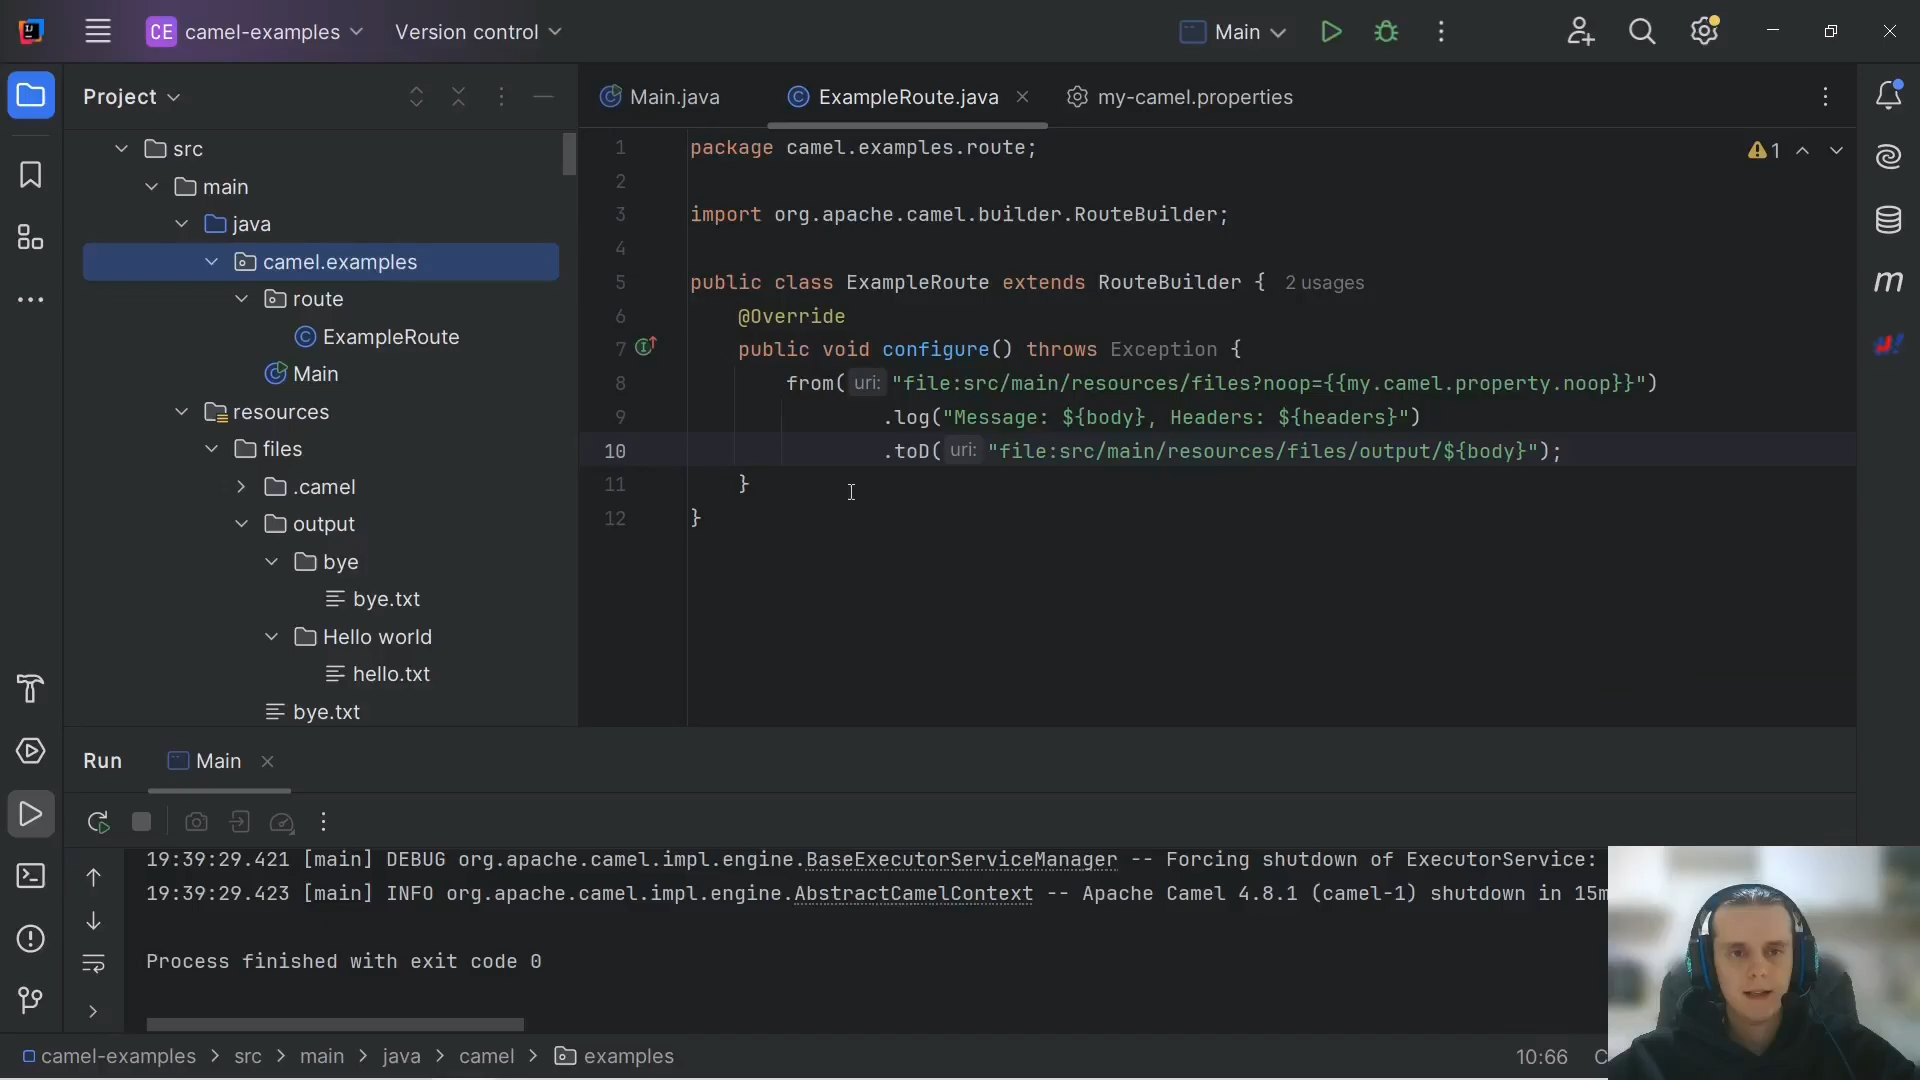 CE camel-examples Version control Main
Project
Main.java ExampleRoute.java my-camel.properties
src
main
java
camel.examples
route
ExampleRoute
Main
resources
files
.camel
output
bye
bye.txt
Hello world
hello.txt
bye.txt
1 package camel.examples.route;
2
3 import org.apache.camel.builder.RouteBuilder;
4
5 public class ExampleRoute extends RouteBuilder { 2 usages
6 @Override
7 public void configure() throws Exception {
8 from( uri: "file:src/main/resources/files?noop={{my.camel.property.noop}}")
9 .log("Message: ${body}, Headers: ${headers}")
10 .toD( uri: "file:src/main/resources/files/output/${body}");
11 }
12 }
1
m
Run Main
19:39:29.421 [main] DEBUG org.apache.camel.impl.engine.BaseExecutorServiceManager -- Forcing shutdown of ExecutorService:
19:39:29.423 [main] INFO org.apache.camel.impl.engine.AbstractCamelContext -- Apache Camel 4.8.1 (camel-1) shutdown in 15m
Process finished with exit code 0
camel-examples > src > main > java > camel > examples
10:66 C